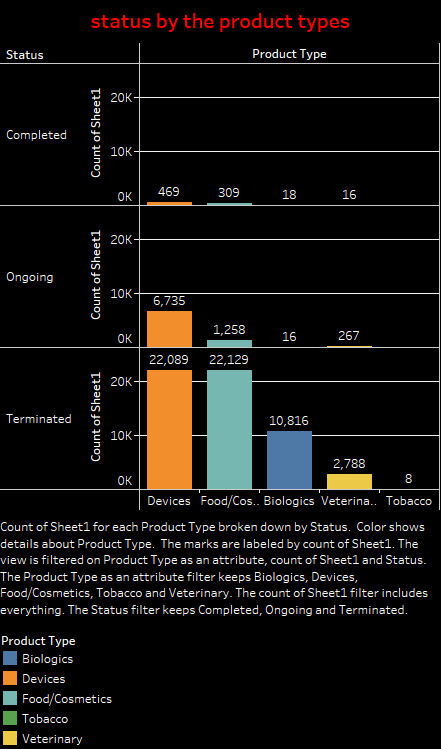 status by the product types
Status
Product Type
Completed
Count of Sheet1
20K
10K
0K
469
309
18
16
Ongoing
Count of Sheet1
20K
10K
0K
6,735
1,258
16
267
Terminated
Count of Sheet1
20K
10K
0K
22,089
22,129
10,816
2,788
8
Devices
Food/Cos..
Biologics
Veterina..
Tobacco
Count of Sheet1 for each Product Type broken down by Status.  Color shows
details about Product Type.  The marks are labeled by count of Sheet1. The
view is filtered on Product Type as an attribute, count of Sheet1 and Status.
The Product Type as an attribute filter keeps Biologics, Devices,
Food/Cosmetics, Tobacco and Veterinary. The count of Sheet1 filter includes
everything. The Status filter keeps Completed, Ongoing and Terminated.
Product Type
Biologics
Devices
Food/Cosmetics
Tobacco
Veterinary